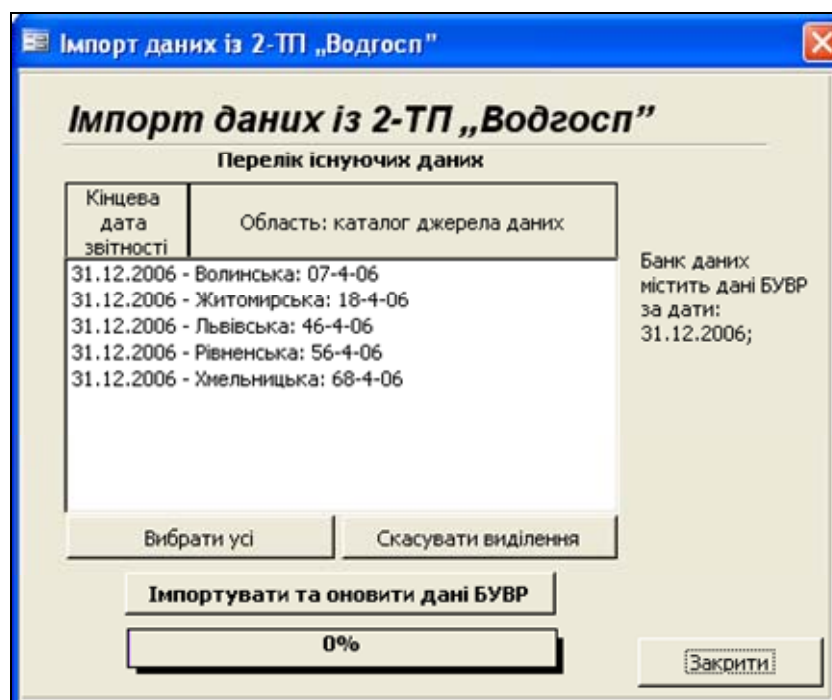 Імпорт даних із 2-ТП „Водгосп”
Імпорт даних із 2-ТП „Водгосп”
Перелік існуючих даних
Кінцева
дата
звітності
Область: каталог джерела даних
31.12.2006 - Волинська: 07-4-06
31.12.2006 - Житомирська: 18-4-06
31.12.2006 - Львівська: 46-4-06
31.12.2006 - Рівненська: 56-4-06
31.12.2006 - Хмельницька: 68-4-06
Банк даних
містить дані БУВР
за дати:
31.12.2006;
Вибрати усі
Скасувати виділення
Імпортувати та оновити дані БУВР
0%
Закрити